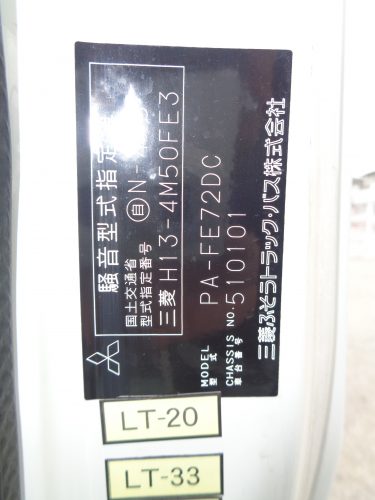 騒音型式指定
国土交通省
型式指定番号 自 N-
三菱 H13-4M50FE3
MODEL
型式 PA-FE72DC
CHASSIS NO.
車台番号 510101
三菱ふそうトラック・バス株式会社
LT-20
LT-33